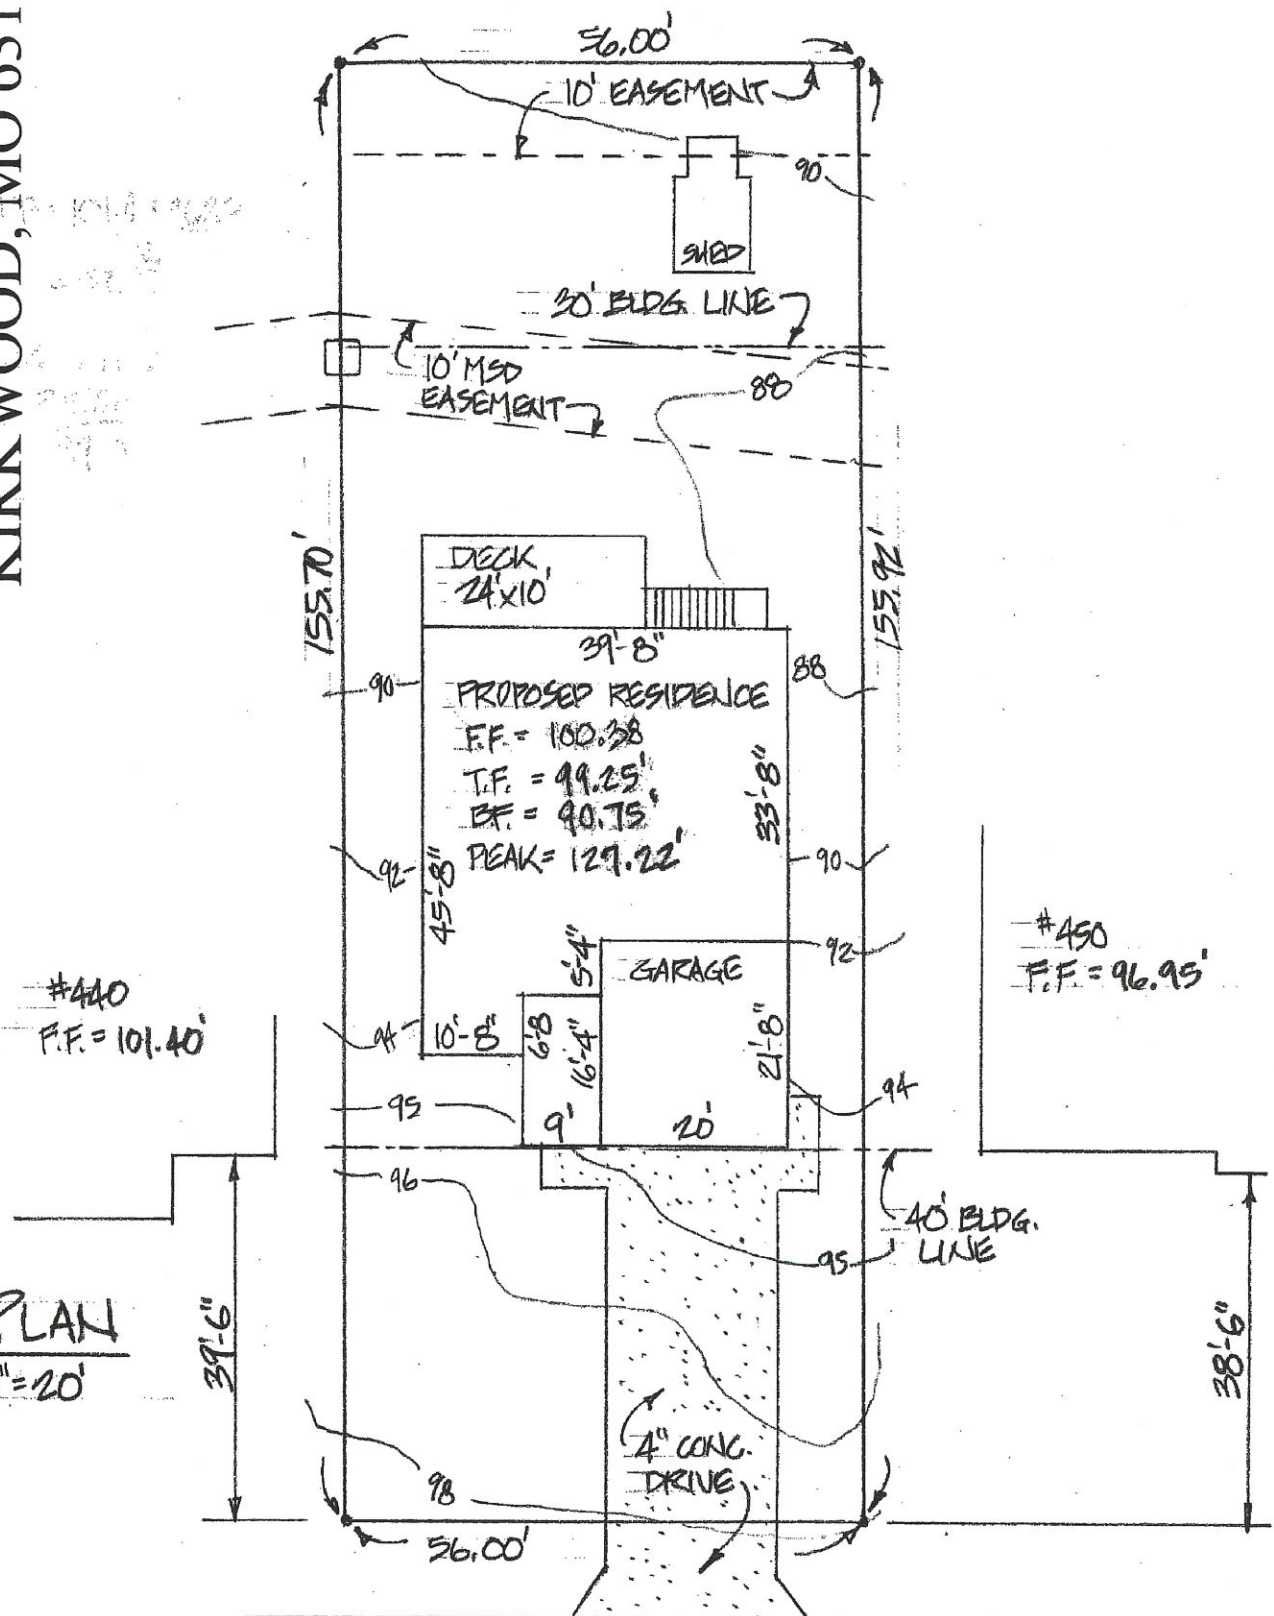 KIRKWOOD, MO 631
56.00'
10' EASEMENT
90
SHED
30' BLDG. LINE
10' MSD
EASEMENT
88
155.70'
155.92'
DECK
24'x10'
39'-8"
88
90
PROPOSED RESIDENCE
F.F. = 100.38
T.F. = 99.25'
B.F. = 90.75'
PEAK = 127.22'
33'-8"
92
90
45'-8"
92
#450
F.F. = 96.95'
5'-4"
GARAGE
#440
F.F. = 101.40'
94
10'-8"
6'-8
16'-4"
21'-8"
94
95
9'
20'
96
40' BLDG.
LINE
95
PLAN
"=20'
39'-6"
38'-6"
4" CONC.
DRIVE
98
56.00'